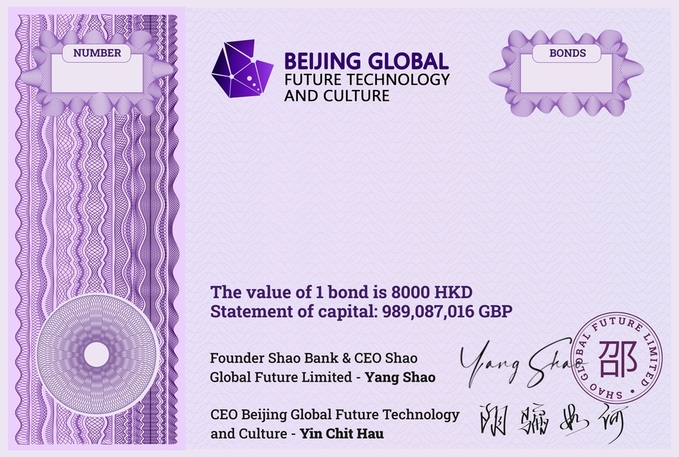 NUMBER
BEIJING GLOBAL
FUTURE TECHNOLOGY
AND CULTURE
BONDS
The value of 1 bond is 8000 HKD
Statement of capital: 989,087,016 GBP
Founder Shao Bank & CEO Shao
Global Future Limited - Yang Shao
Yang Shao
SHAO GLOBAL FUTURE LIMITED
邵
CEO Beijing Global Future Technology
and Culture - Yin Chit Hau